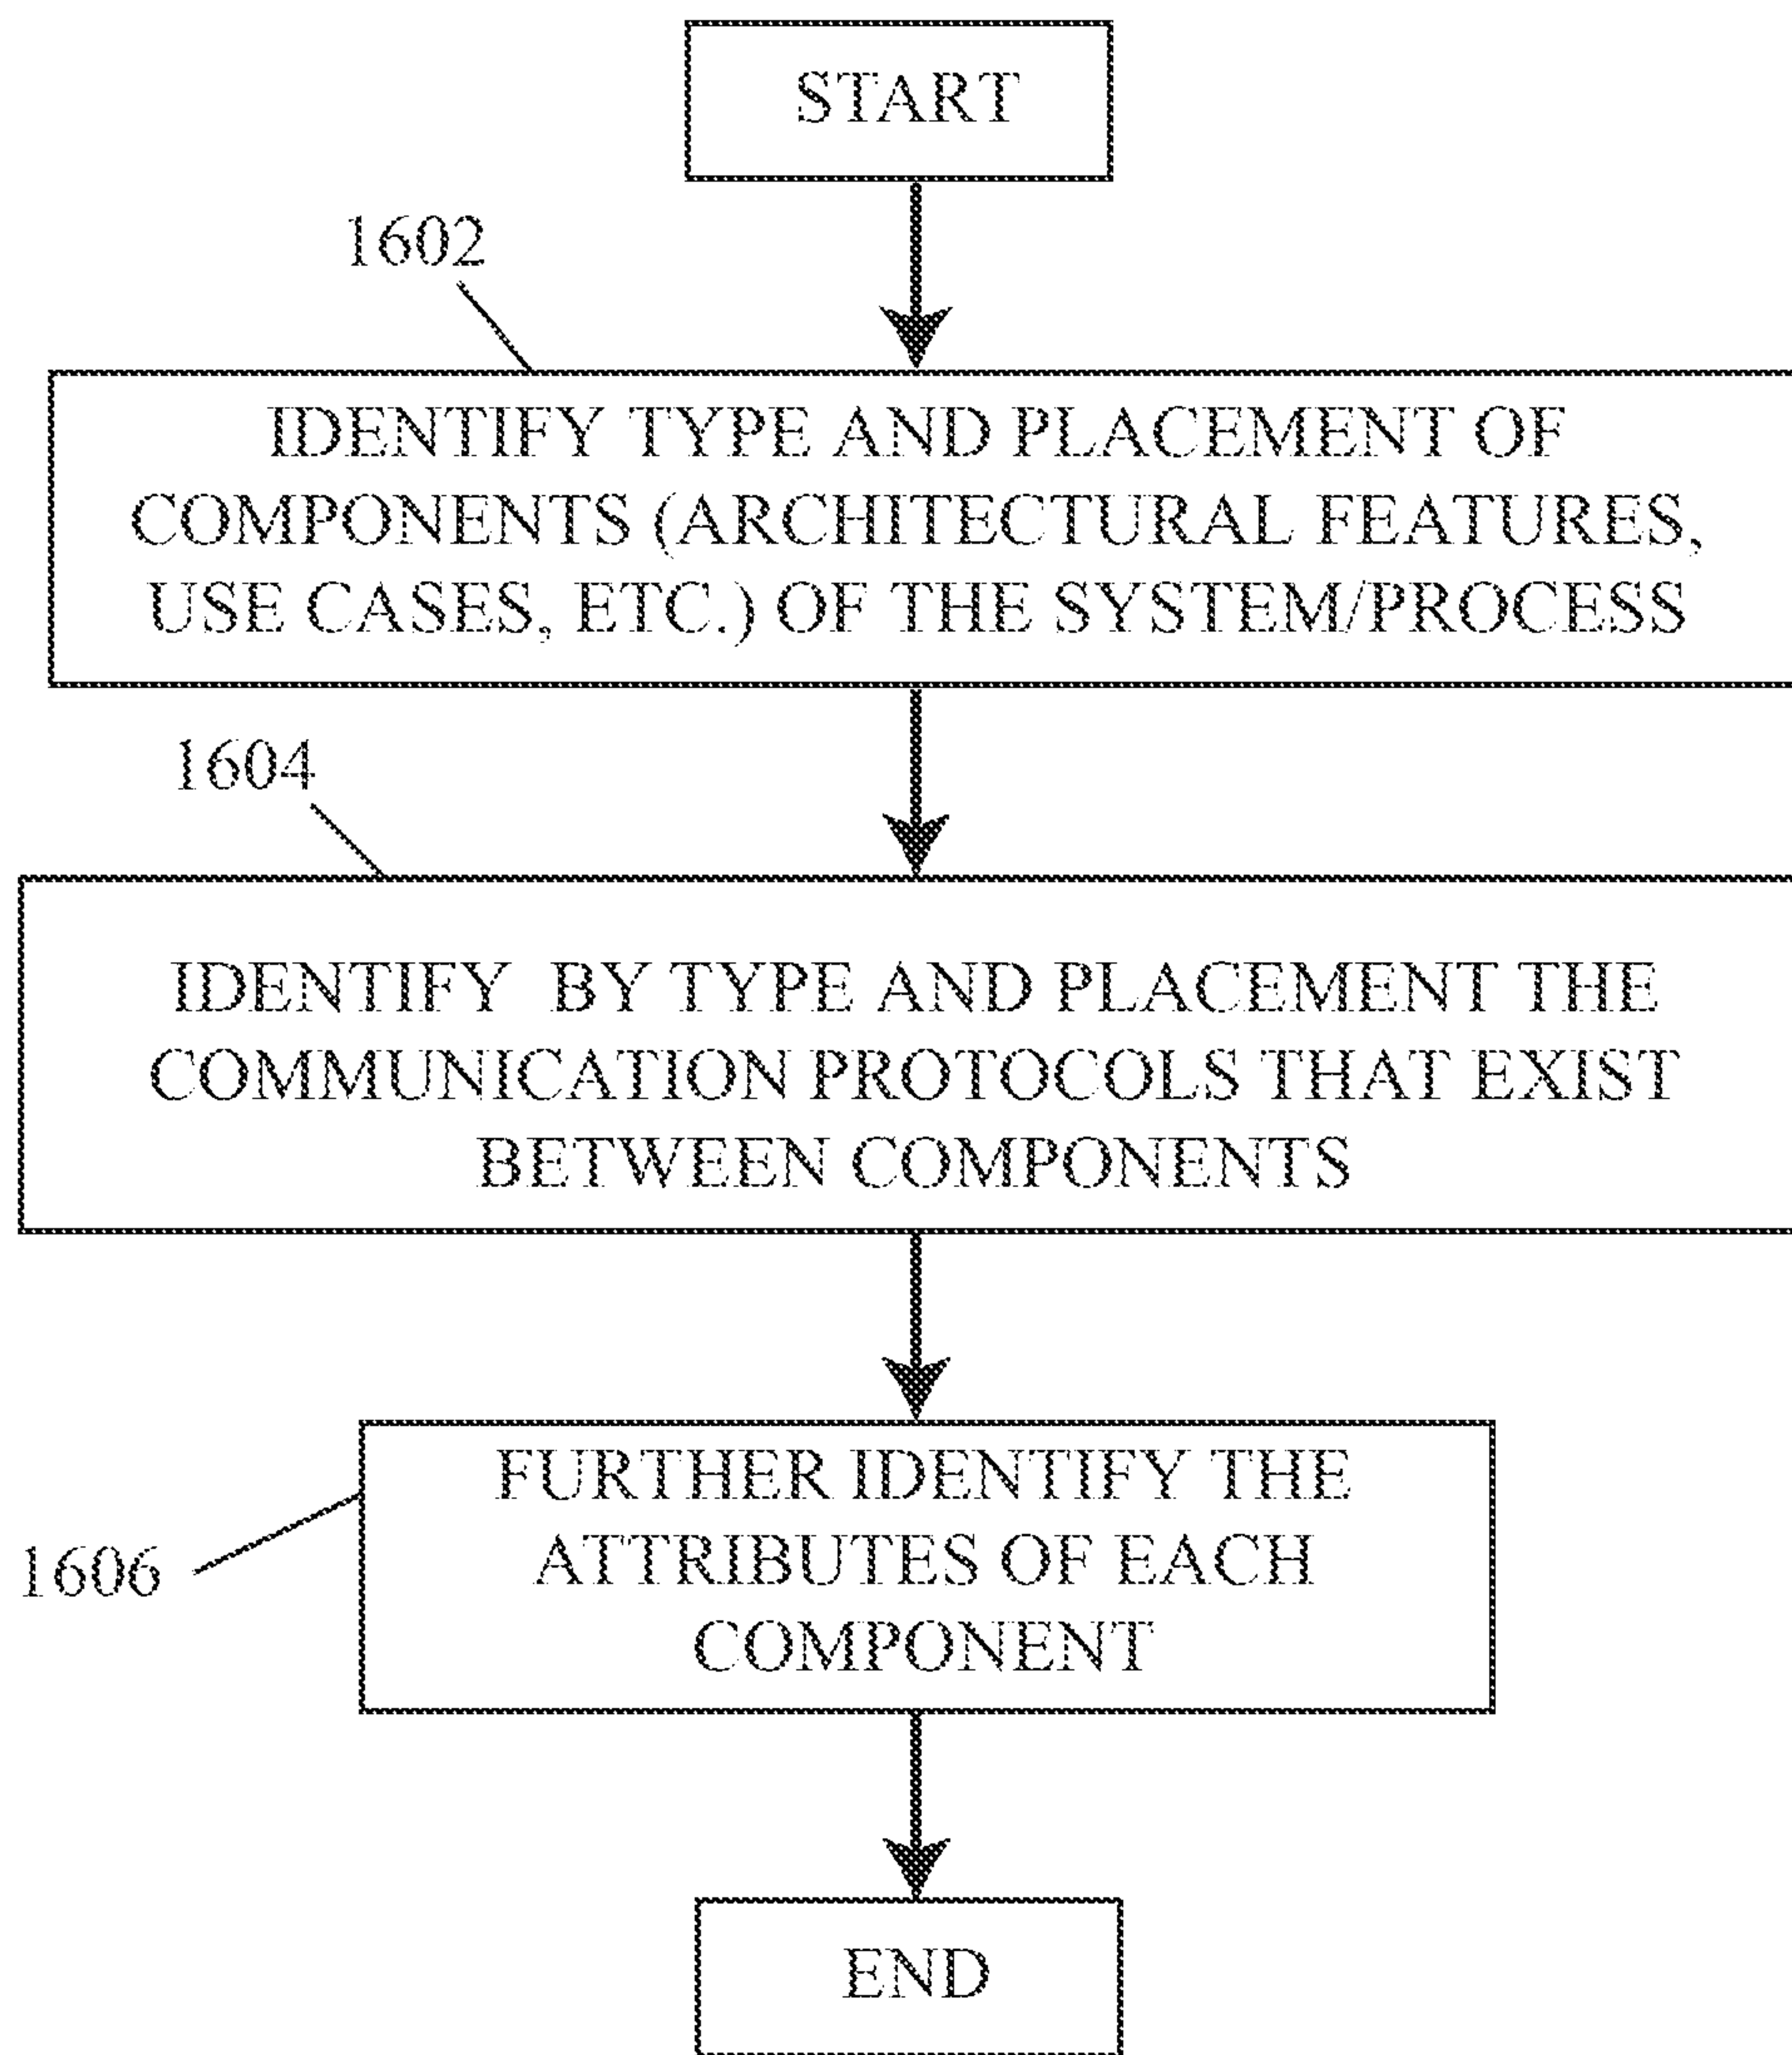 START
1602
IDENTIFY TYPE AND PLACEMENT OF
COMPONENTS (ARCHITECTURAL FEATURES,
USE CASES, ETC.) OF THE SYSTEM/PROCESS
1604
IDENTIFY BY TYPE AND PLACEMENT THE
COMMUNICATION PROTOCOLS THAT EXIST
BETWEEN COMPONENTS
FURTHER IDENTIFY THE
ATTRIBUTES OF EACH
COMPONENT
1606
END